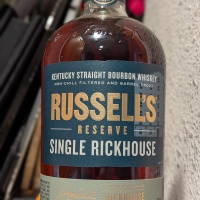 KENTUCKY STRAIGHT BOURBON WHISKEY
NON-CHILL FILTERED AND BARREL PROOF
RUSSELL'S
RESERVE
SINGLE RICKHOUSE